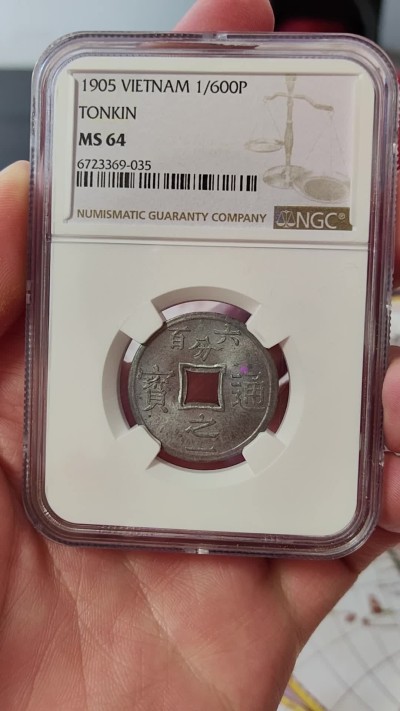 1905 VIETNAM 1/600P
TONKIN
MS 64
6723369-035
NUMISMATIC GUARANTY COMPANY
NGC®
六百分之一
通寶